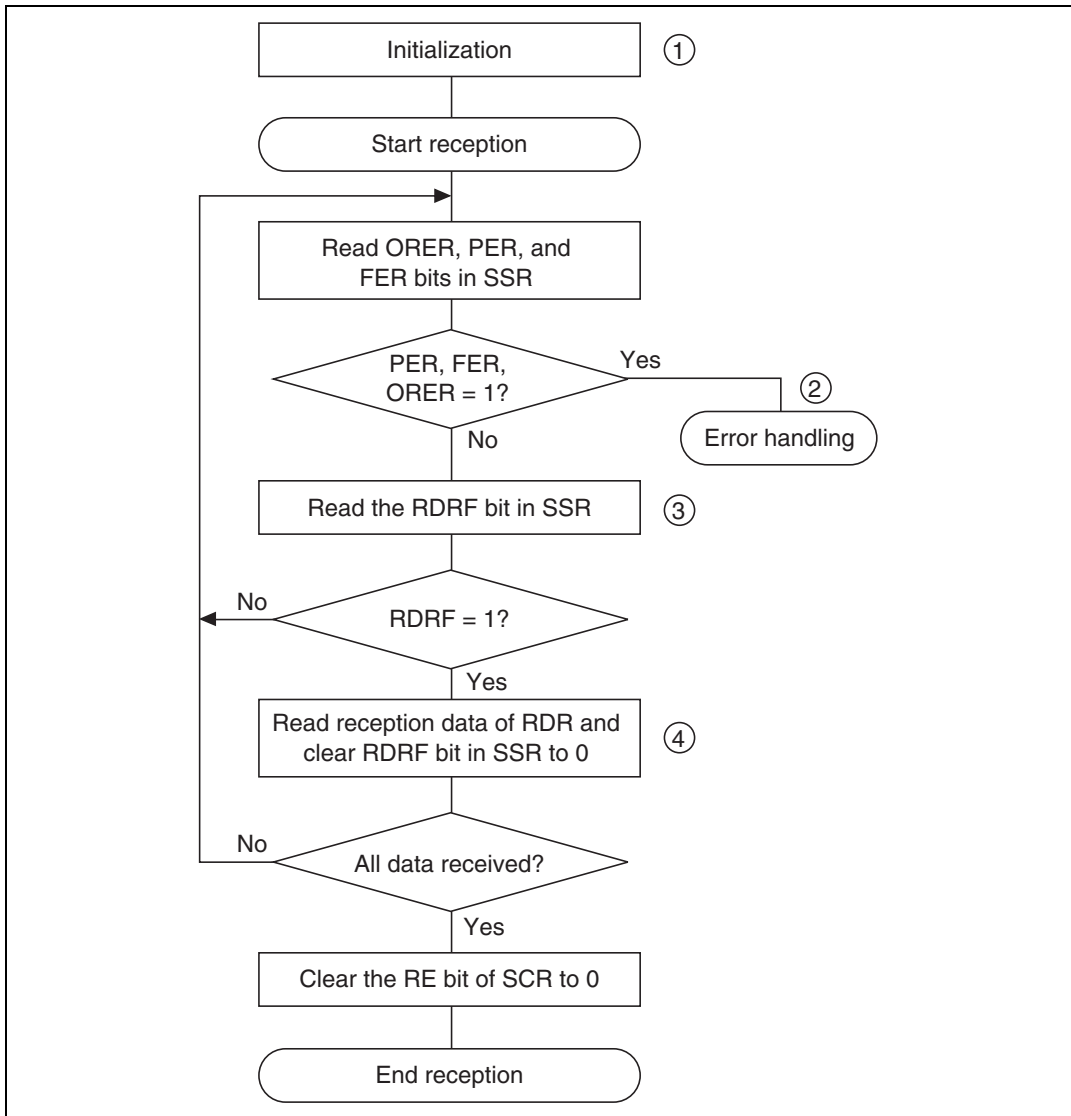 Initialization
①
Start reception
Read ORER, PER, and
FER bits in SSR
PER, FER,
ORER = 1?
Yes
②
Error handling
No
Read the RDRF bit in SSR
③
No
RDRF = 1?
Yes
Read reception data of RDR and
clear RDRF bit in SSR to 0
④
No
All data received?
Yes
Clear the RE bit of SCR to 0
End reception